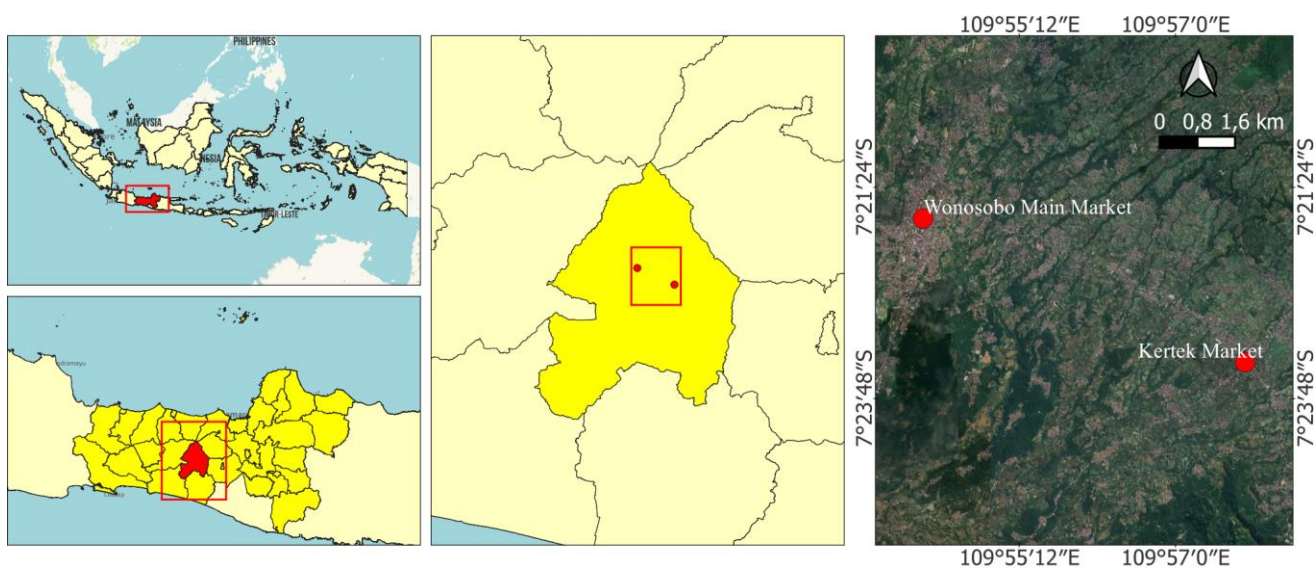 PHILIPPINES
MALAYSIA
NESIA
109°55′12″E 109°57′0″E
0 0,8 1,6 km
7°21′24″S
7°21′24″S
Wonosobo Main Market
Kertek Market
7°23′48″S
7°23′48″S
109°55′12″E 109°57′0″E